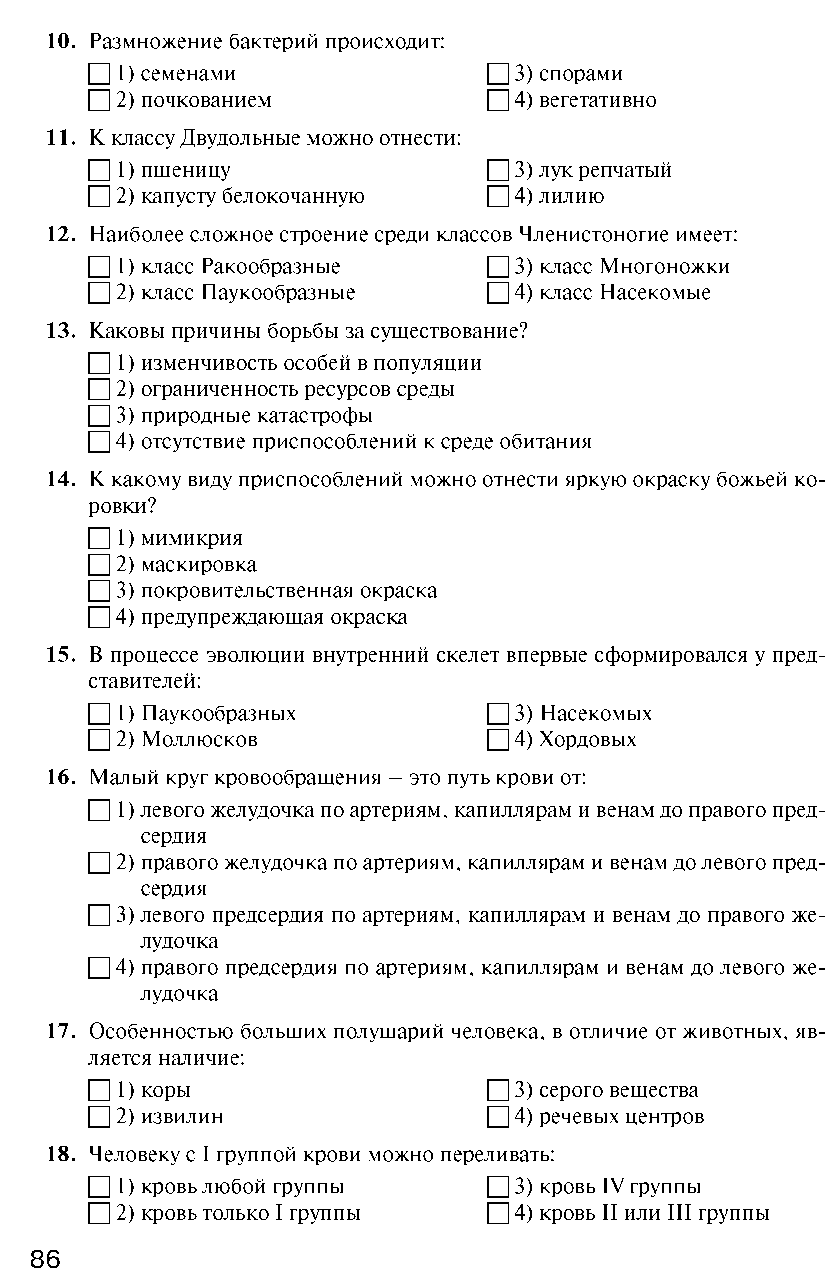 10. Размножение бактерий происходит:
1) семенами 3) спорами
2) почкованием 4) вегетативно
11. К классу Двудольные можно отнести:
1) пшеницу 3) лук репчатый
2) капусту белокочанную 4) лилию
12. Наиболее сложное строение среди классов Членистоногие имеет:
1) класс Ракообразные 3) класс Многоножки
2) класс Паукообразные 4) класс Насекомые
13. Каковы причины борьбы за существование?
1) изменчивость особей в популяции
2) ограниченность ресурсов среды
3) природные катастрофы
4) отсутствие приспособлений к среде обитания
14. К какому виду приспособлений можно отнести яркую окраску божьей ко-
ровки?
1) мимикрия
2) маскировка
3) покровительственная окраска
4) предупреждающая окраска
15. В процессе эволюции внутренний скелет впервые сформировался у пред-
ставителей:
1) Паукообразных 3) Насекомых
2) Моллюсков 4) Хордовых
16. Малый круг кровообращения – это путь крови от:
1) левого желудочка по артериям, капиллярам и венам до правого пред-
сердия
2) правого желудочка по артериям, капиллярам и венам до левого пред-
сердия
3) левого предсердия по артериям, капиллярам и венам до правого же-
лудочка
4) правого предсердия по артериям, капиллярам и венам до левого же-
лудочка
17. Особенностью больших полушарий человека, в отличие от животных, яв-
ляется наличие:
1) коры 3) серого вещества
2) извилин 4) речевых центров
18. Человеку с I группой крови можно переливать:
1) кровь любой группы 3) кровь IV группы
2) кровь только I группы 4) кровь II или III группы
86